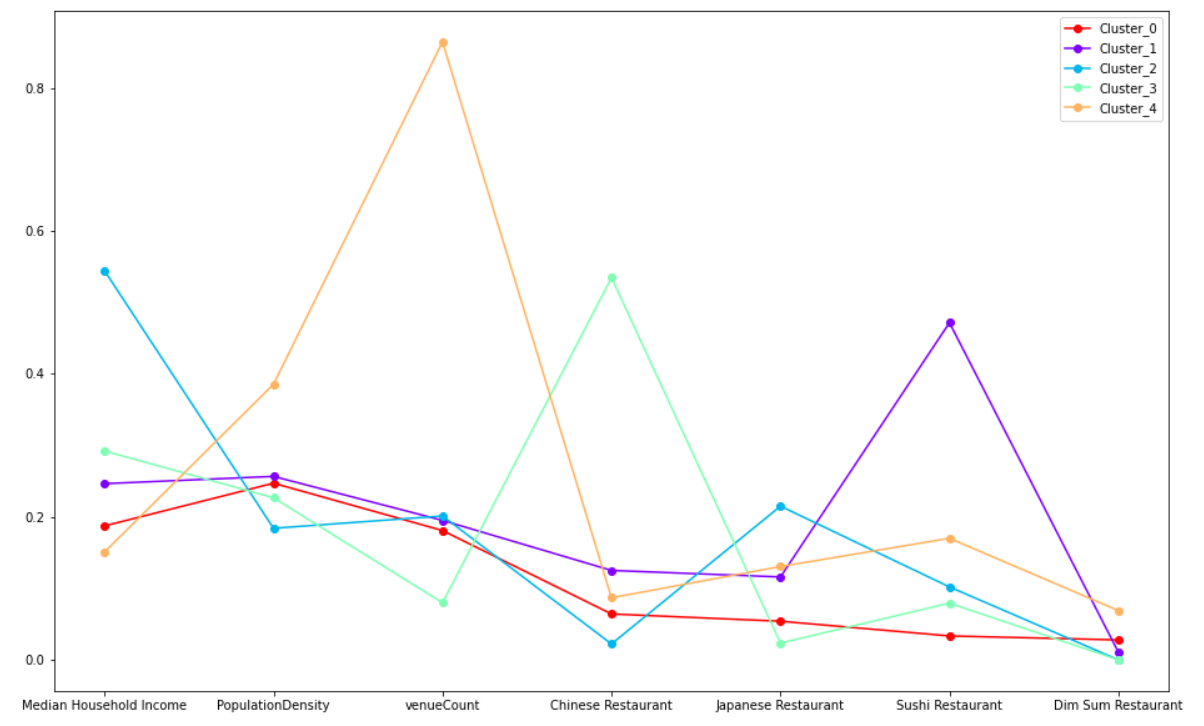 Cluster_0
Cluster_1
Cluster_2
Cluster_3
Cluster_4
0.8
0.6
0.4
0.2
0.0
Median Household Income PopulationDensity venueCount Chinese Restaurant Japanese Restaurant Sushi Restaurant Dim Sum Restaurant